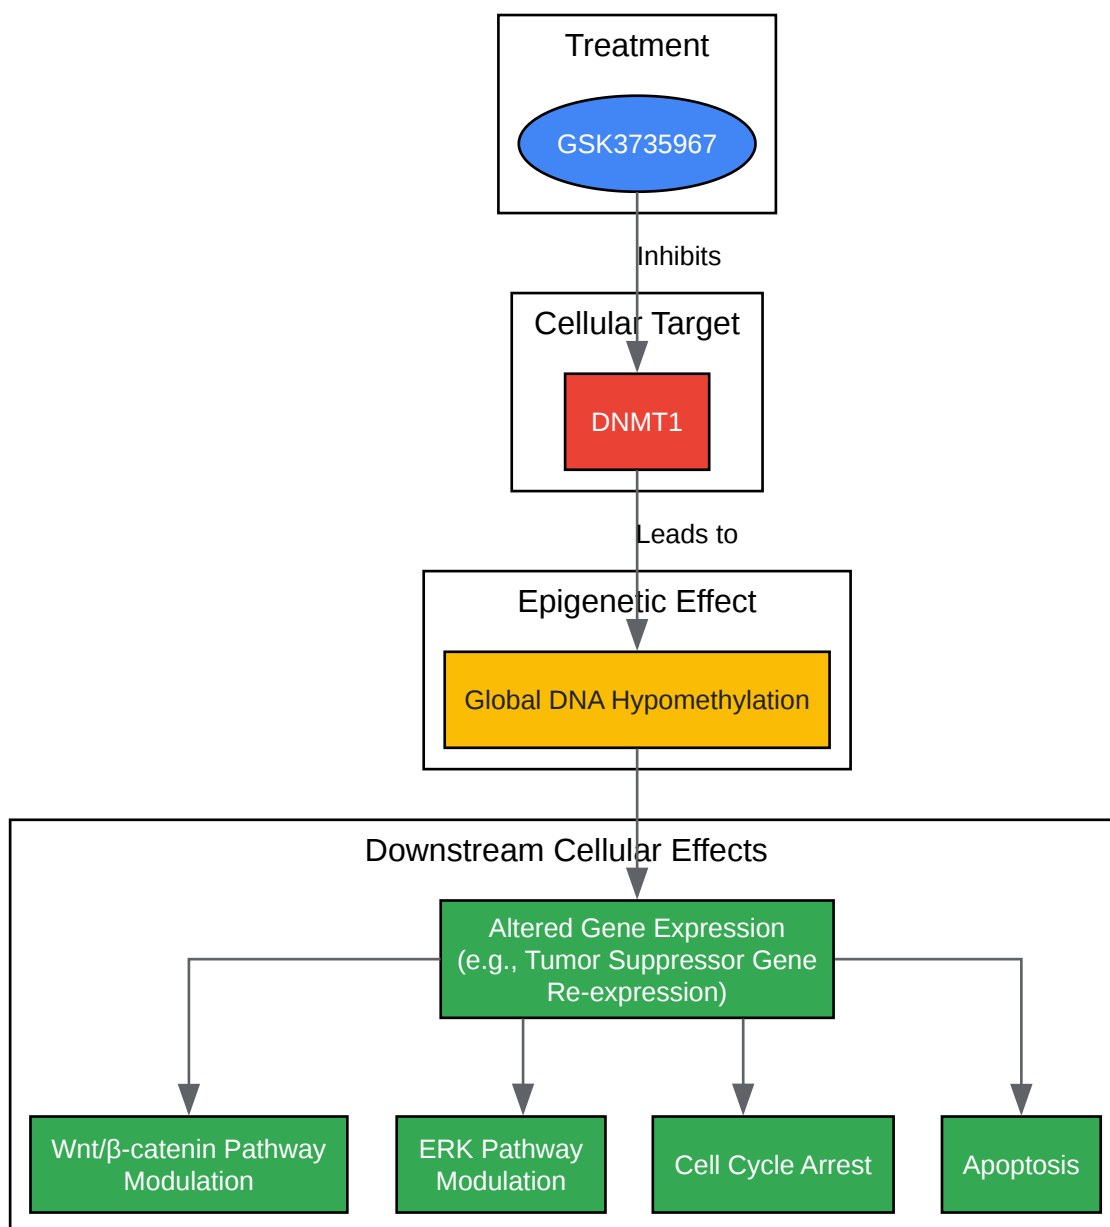 Treatment
GSK3735967
Inhibits
Cellular Target
DNMT1
Leads to
Epigenetic Effect
Global DNA Hypomethylation
Downstream Cellular Effects
Altered Gene Expression
(e.g., Tumor Suppressor Gene
Re-expression)
Wnt/β-catenin Pathway
Modulation
ERK Pathway
Modulation
Cell Cycle Arrest
Apoptosis